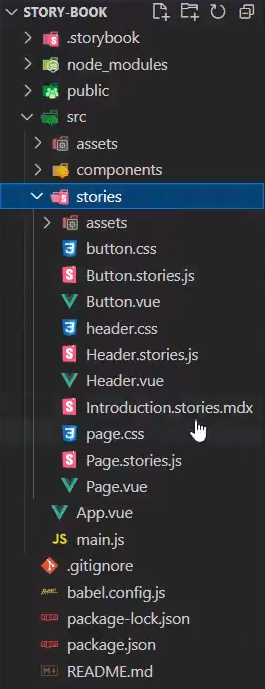 STORY-BOOK
.storybook
node_modules
public
src
assets
components
stories
assets
button.css
Button.stories.js
Button.vue
header.css
Header.stories.js
Header.vue
Introduction.stories.mdx
page.css
Page.stories.js
Page.vue
App.vue
JS main.js
.gitignore
babel.config.js
package-lock.json
package.json
README.md